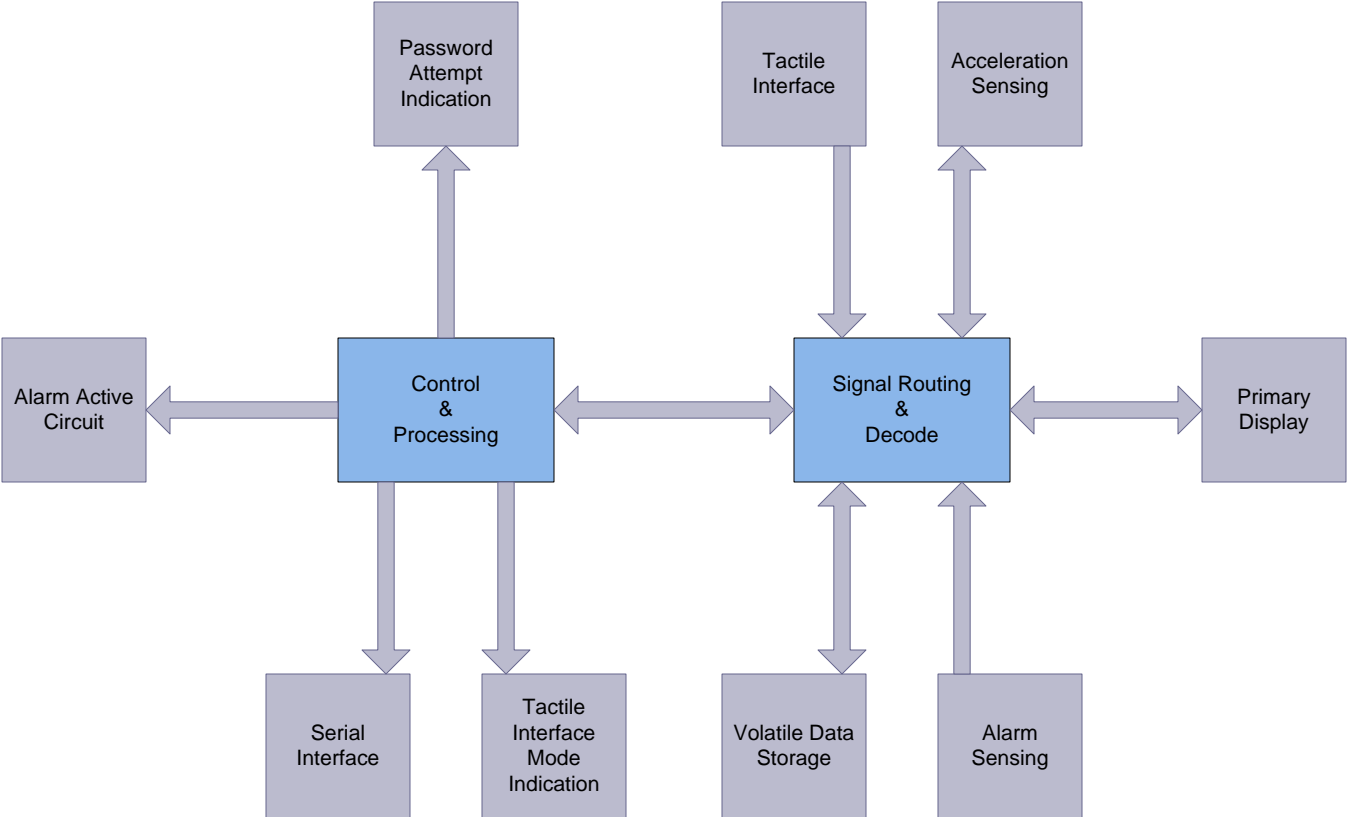 Password
Attempt
Indication
Tactile
Interface
Acceleration
Sensing
Alarm Active
Circuit
Control
&
Processing
Signal Routing
&
Decode
Primary
Display
Serial
Interface
Tactile
Interface
Mode
Indication
Volatile Data
Storage
Alarm
Sensing